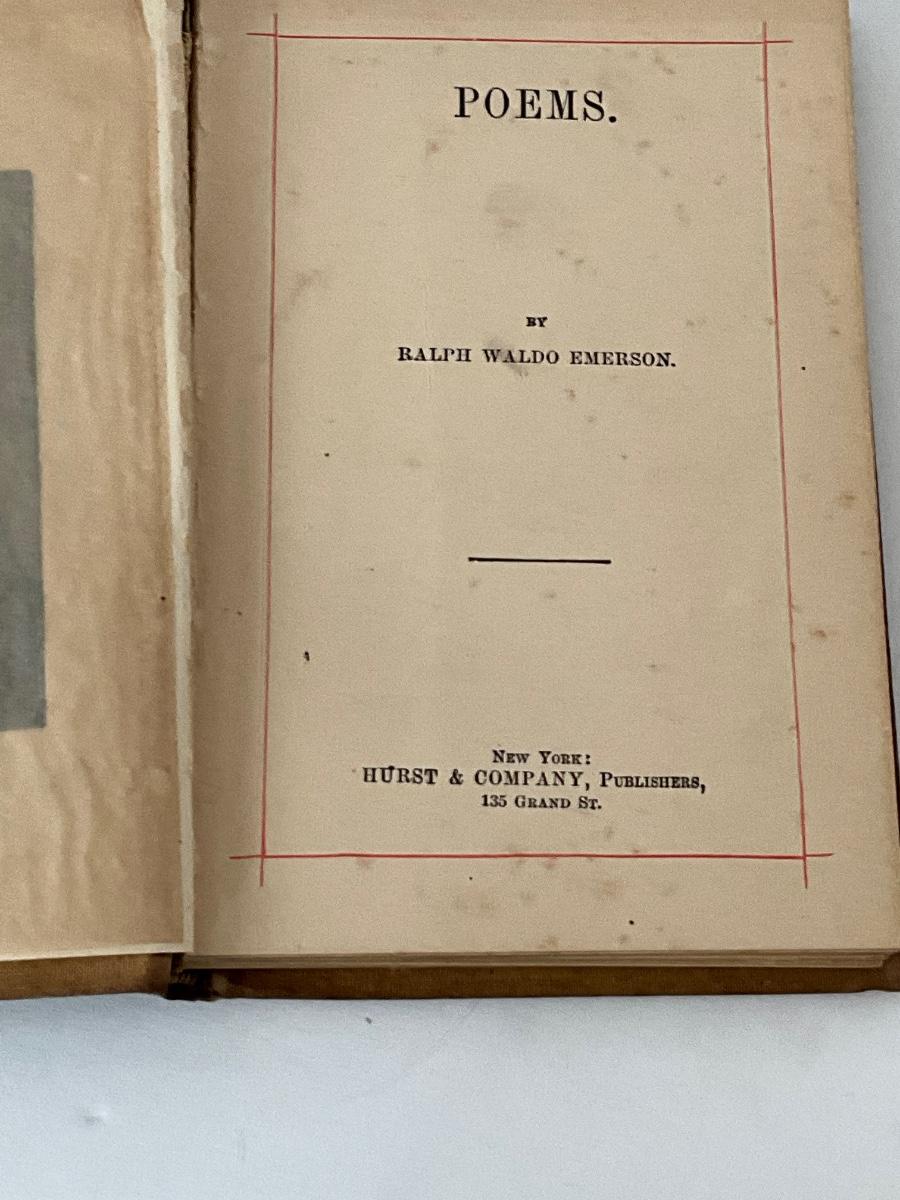 POEMS.
BY
RALPH WALDO EMERSON.
NEW YORK:
HURST & COMPANY, PUBLISHERS,
135 GRAND ST.